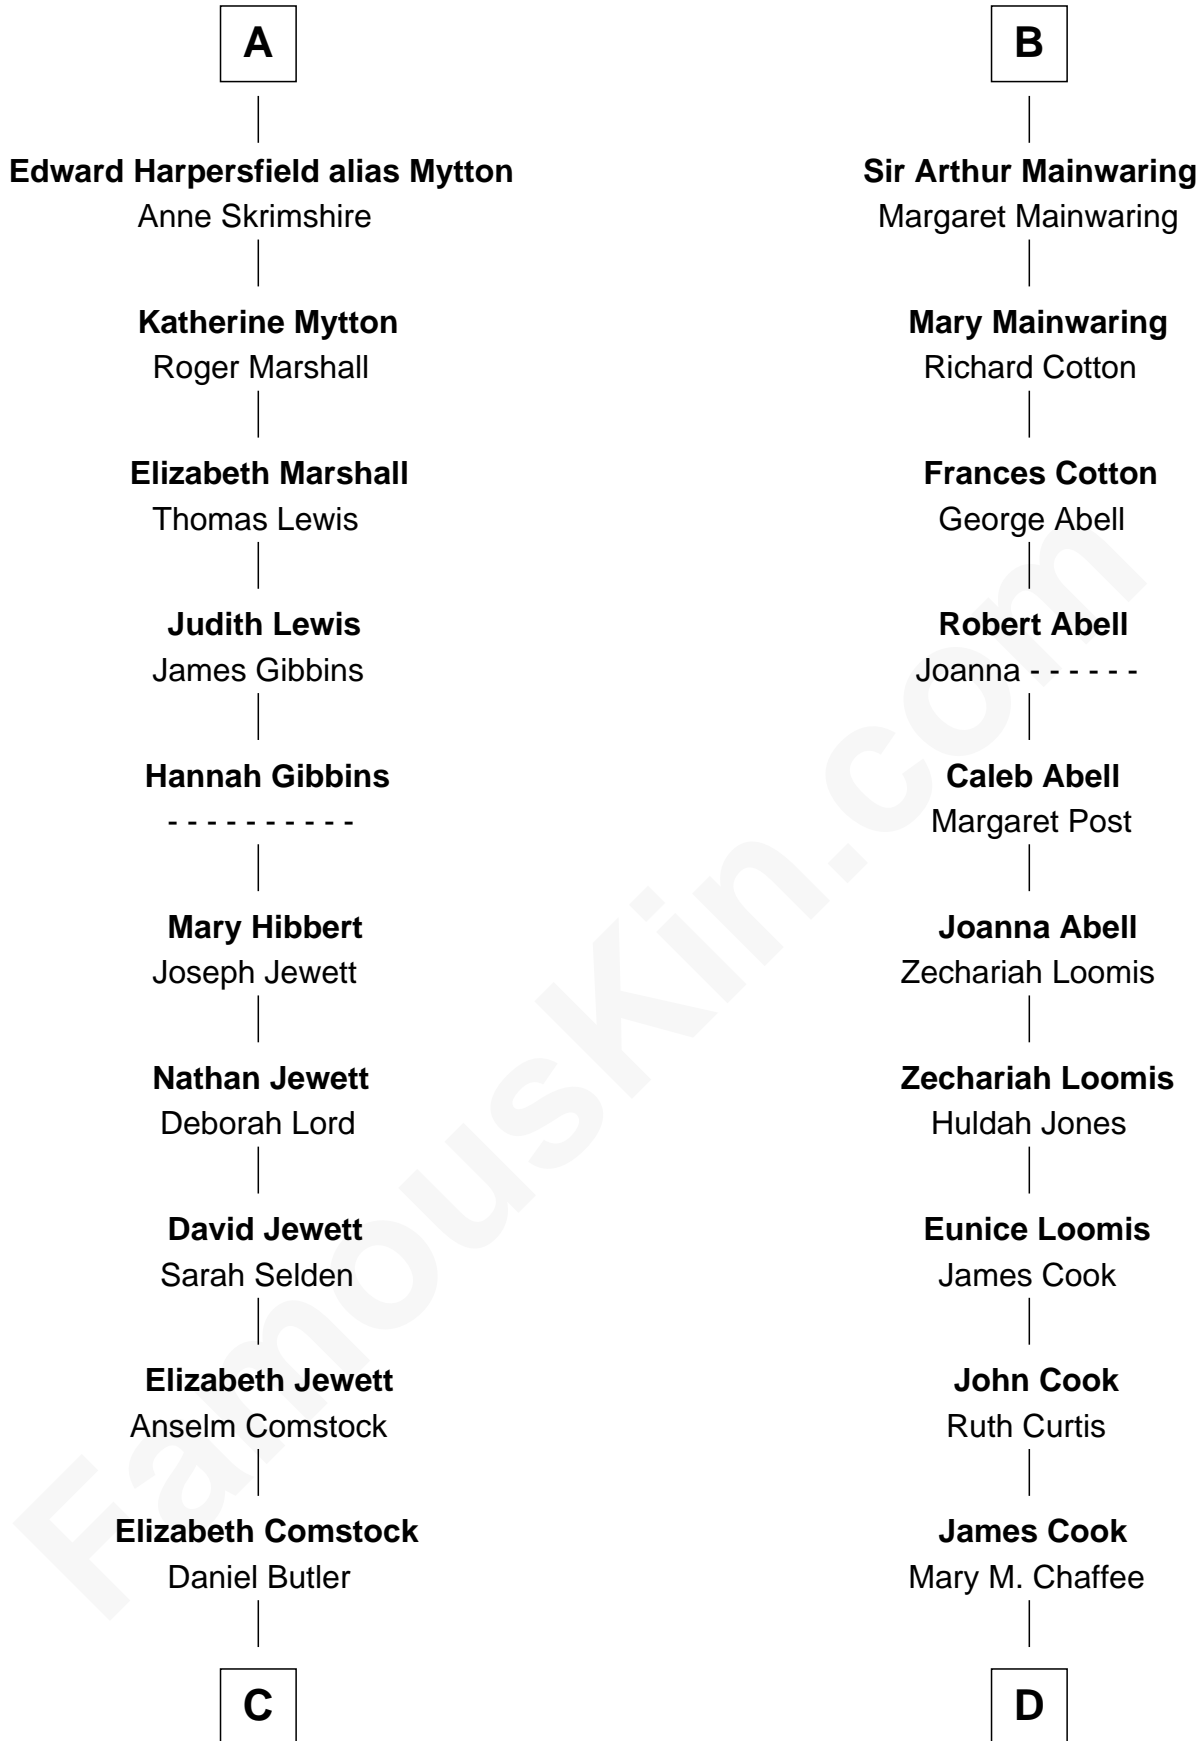 A
Edward Harpersfield alias Mytton
Anne Skrimshire
Katherine Mytton
Roger Marshall
Elizabeth Marshall
Thomas Lewis
Judith Lewis
James Gibbins
Hannah Gibbins
- - - - - - - - - -
Mary Hibbert
Joseph Jewett
Nathan Jewett
Deborah Lord
David Jewett
Sarah Selden
Elizabeth Jewett
Anselm Comstock
Elizabeth Comstock
Daniel Butler
C
B
Sir Arthur Mainwaring
Margaret Mainwaring
Mary Mainwaring
Richard Cotton
Frances Cotton
George Abell
Robert Abell
Joanna - - - - - -
Caleb Abell
Margaret Post
Joanna Abell
Zechariah Loomis
Zechariah Loomis
Huldah Jones
Eunice Loomis
James Cook
John Cook
Ruth Curtis
James Cook
Mary M. Chaffee
D
FamousKin.com